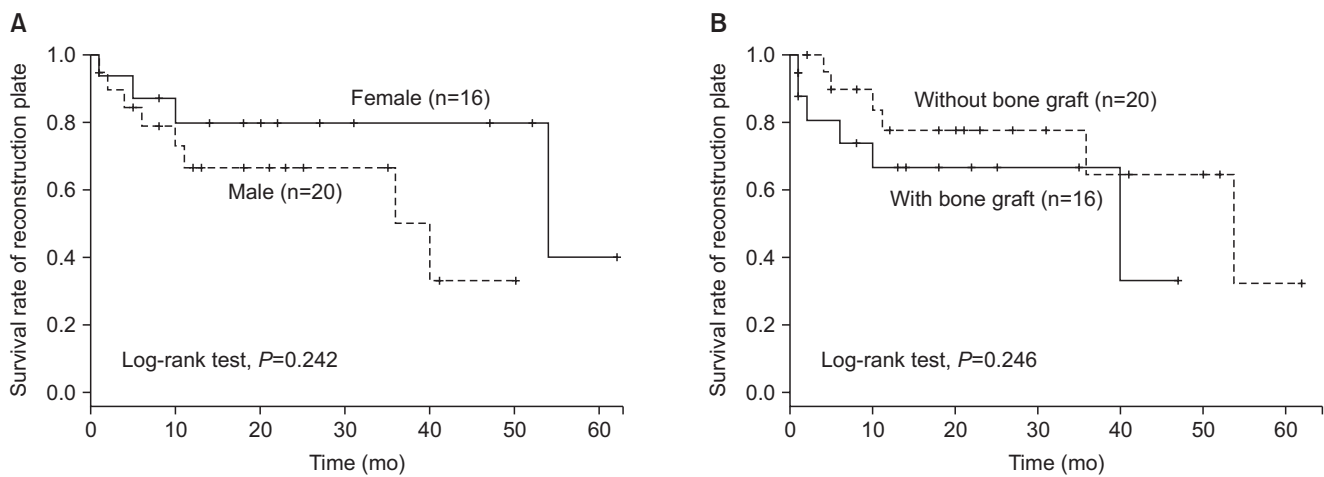 A
Survival rate of reconstruction plate
1.0
0.8
0.6
0.4
0.2
0.0
Female (n=16)
Male (n=20)
Log-rank test, P=0.242
0 10 20 30 40 50 60
Time (mo)
B
Survival rate of reconstruction plate
1.0
0.8
0.6
0.4
0.2
0.0
Without bone graft (n=20)
With bone graft (n=16)
Log-rank test, P=0.246
0 10 20 30 40 50 60
Time (mo)